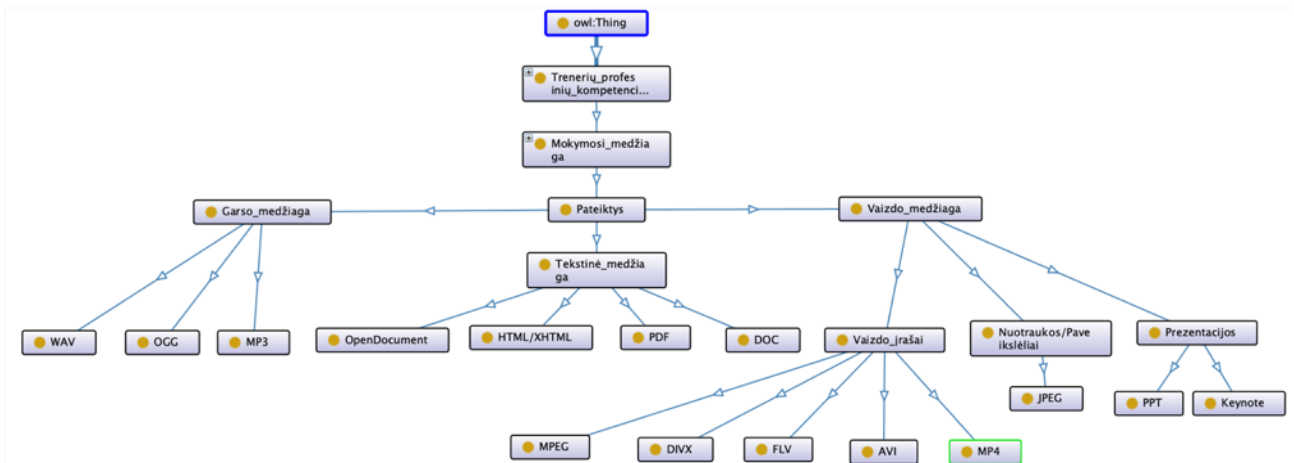 owl:Thing
Trenerių_profes
inių_kompetenci...
Mokymosi_medžia
ga
Garso_medžiaga
Pateiktys
Vaizdo_medžiaga
Tekstinė_medžia
ga
WAV
OGG
MP3
OpenDocument
HTML/XHTML
PDF
DOC
Vaizdo_įrašai
Nuotraukos/Pave
ikslėliai
Prezentacijos
JPEG
PPT
Keynote
MPEG
DIVX
FLV
AVI
MP4